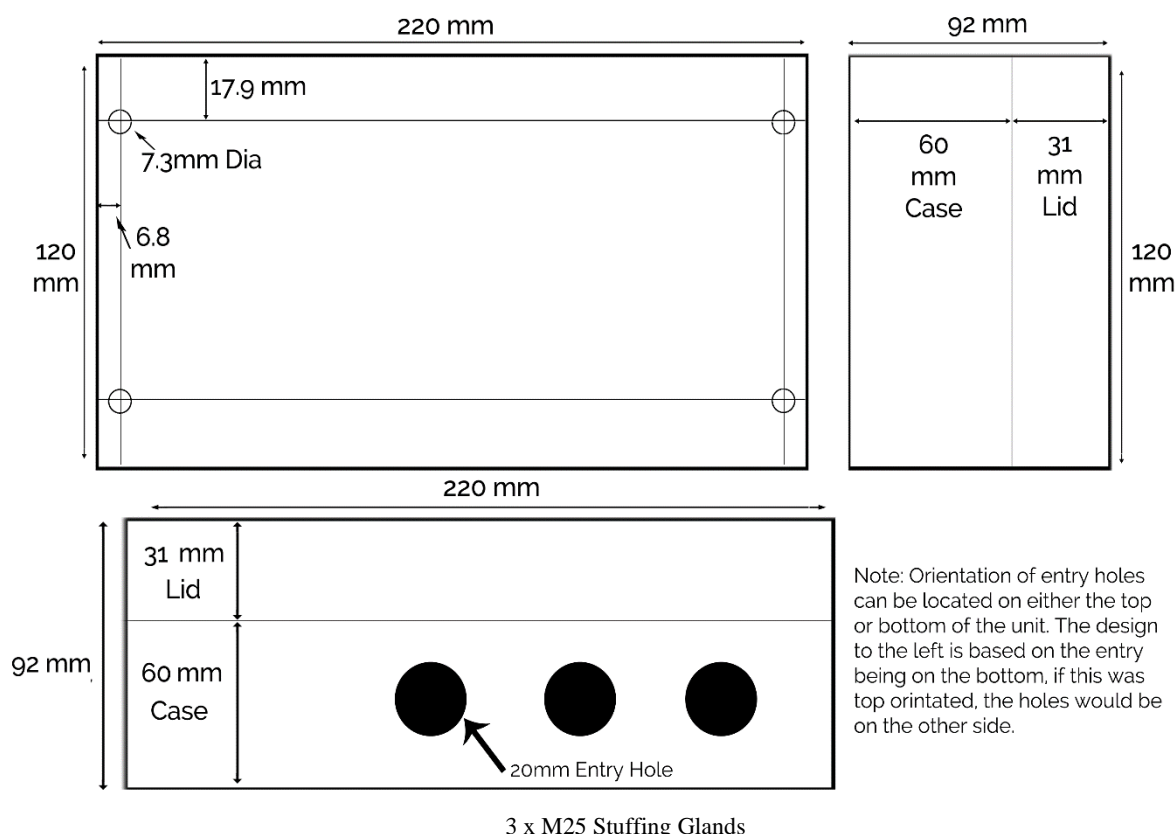 220 mm
92 mm
17.9 mm
7.3mm Dia
6.8
mm
120
mm
60
mm
Case
31
mm
Lid
120
mm
220 mm
31 mm
Lid
92 mm
60 mm
Case
20mm Entry Hole
Note: Orientation of entry holes
can be located on either the top
or bottom of the unit. The design
to the left is based on the entry
being on the bottom, if this was
top orintated, the holes would be
on the other side.
3 x M25 Stuffing Glands